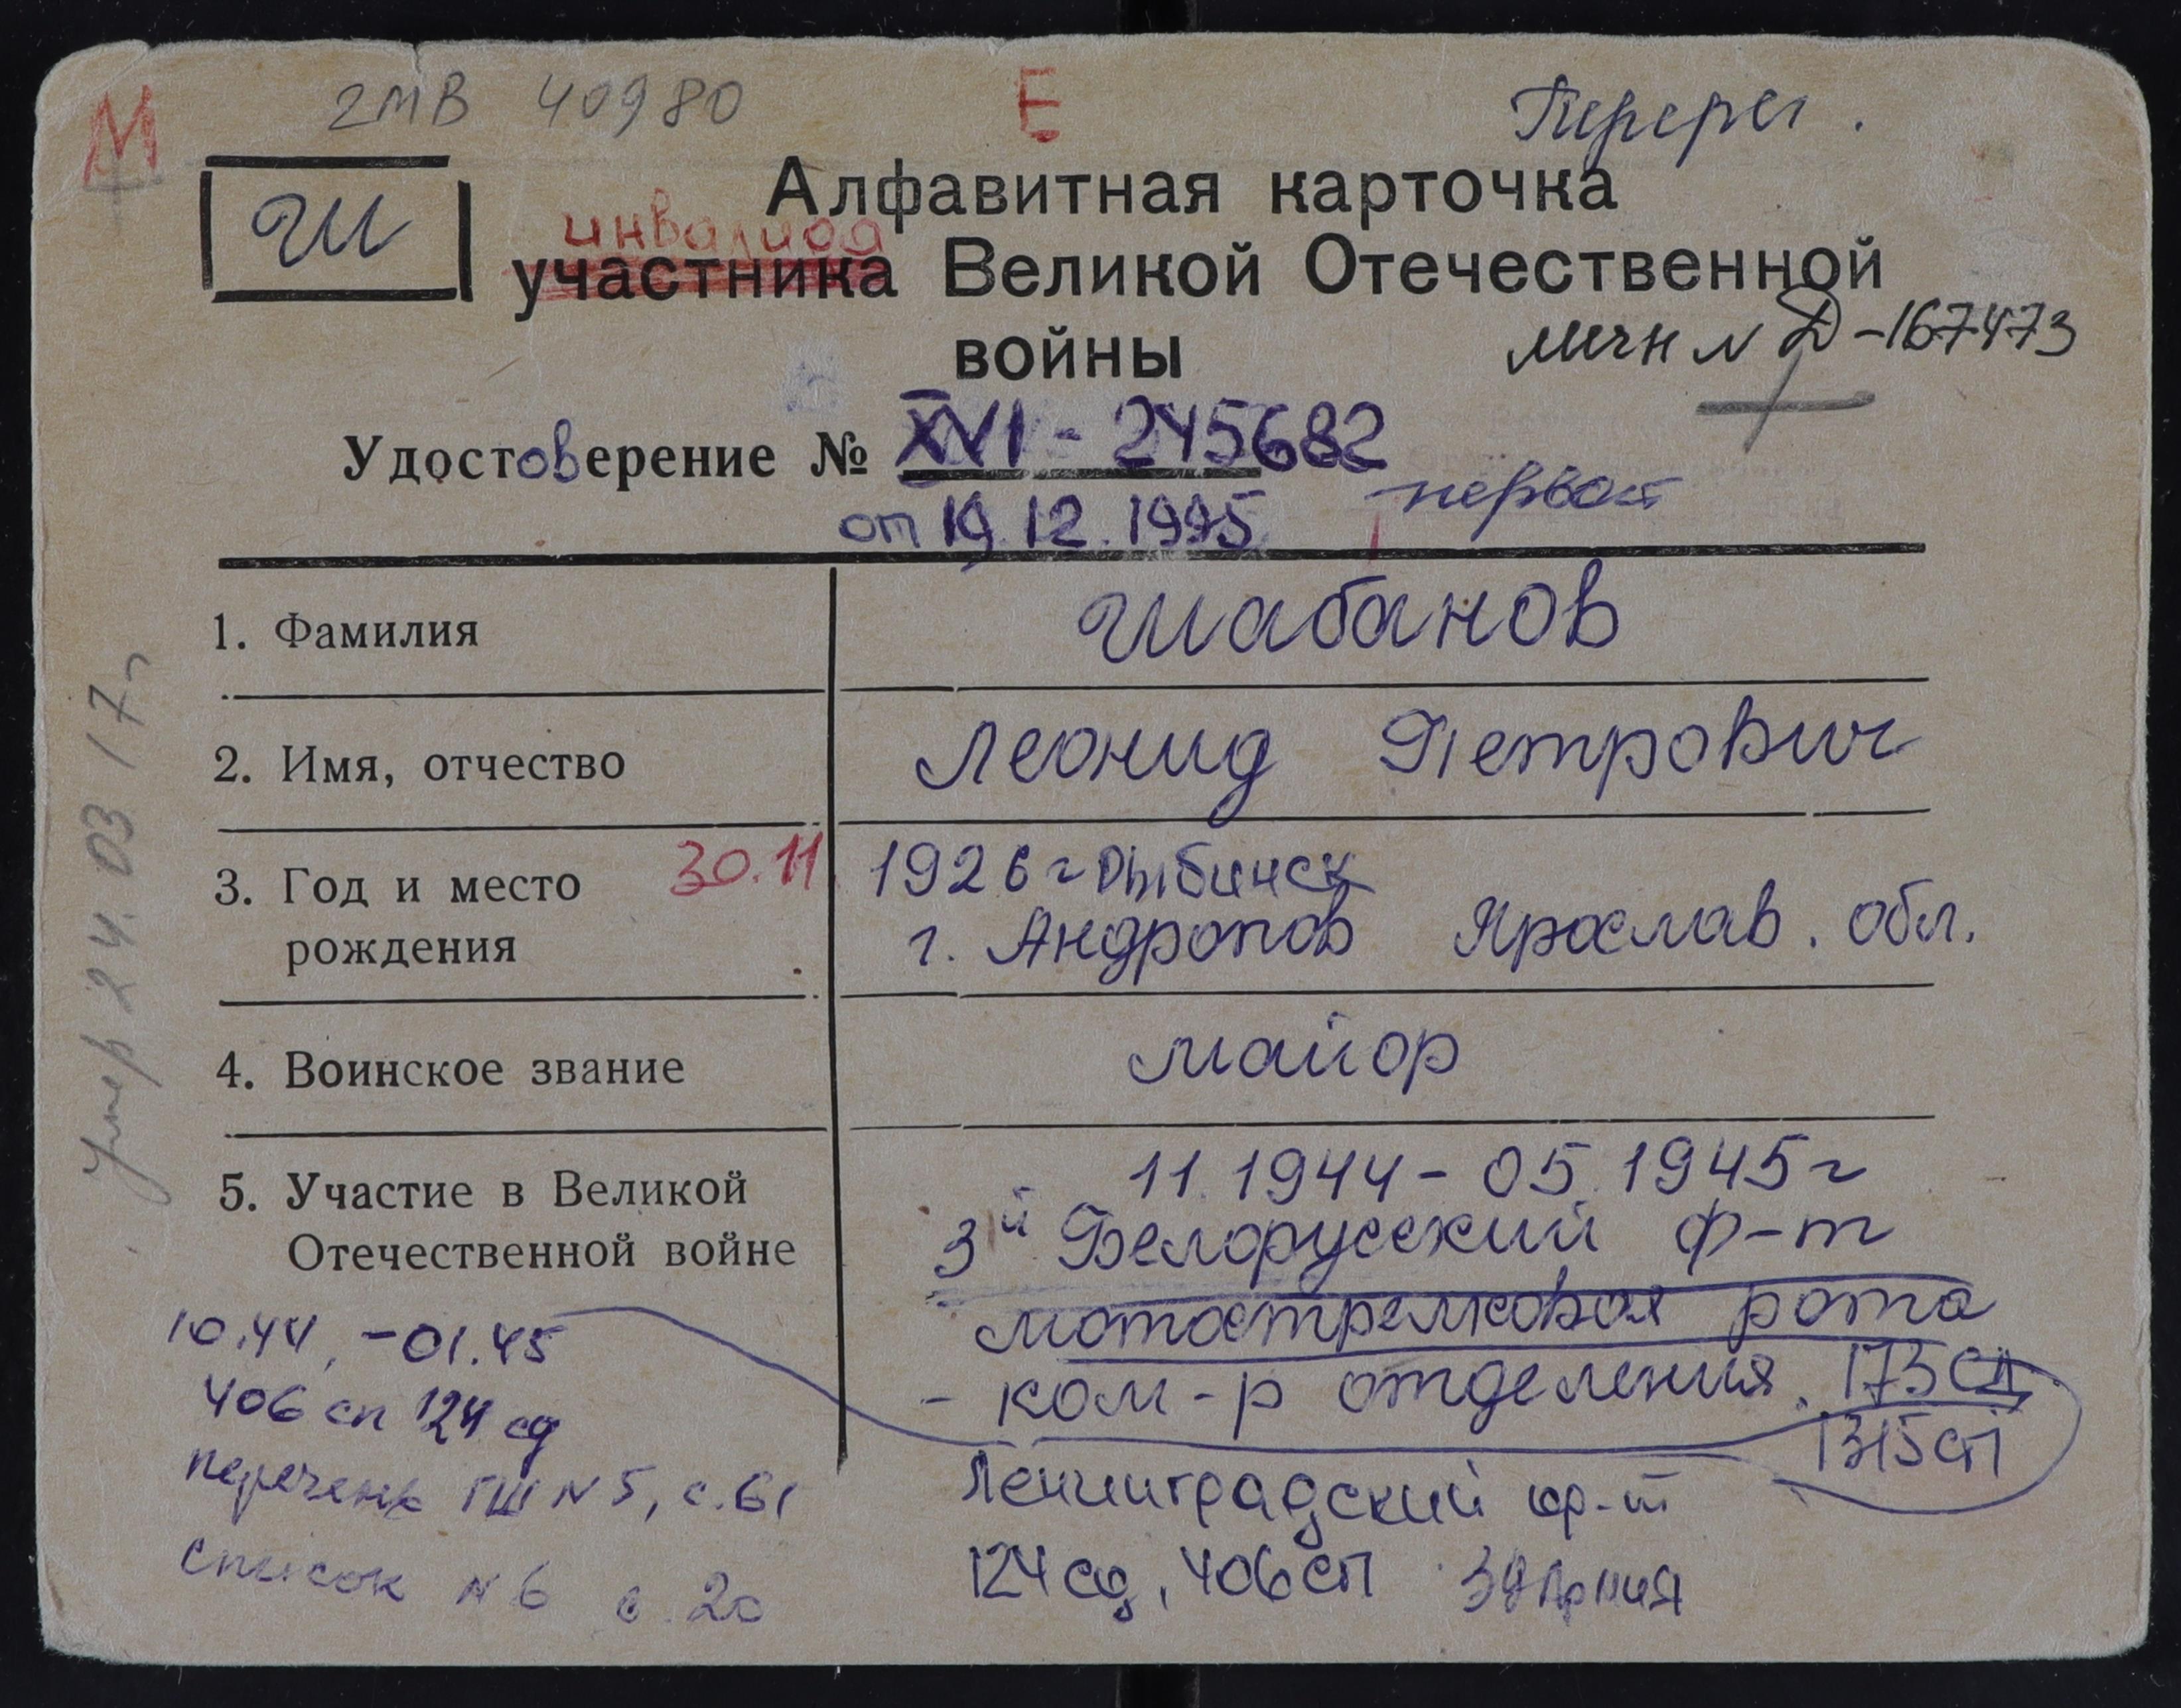 М 2МВ 40980 Е Перерег.
Ш
Алфавитная карточка
инвалида
участника Великой Отечественной
войны
личн N Д-167473
Удостоверение № XVI - 245682
от 19.12.1995
1. Фамилия Шабанов
2. Имя, отчество Леонид Петрович
3. Год и место рождения 30.11 1926 г Рыбинск
г. Андропов Ярослав. обл.
4. Воинское звание майор
5. Участие в Великой Отечественной войне 11.1944 - 05.1945 г
3й Белорусский ф-т
мотострелковая рота
- ком-р отделения. 173 СД
1315 СП
Ленинградский фр-т
124 сд, 406 СП 39 Армия
10.44, - 01.45
406 сп 124 сд
перечень ГШ N 5, с. 61
список N 6 с. 20
Умер 24.03.17г